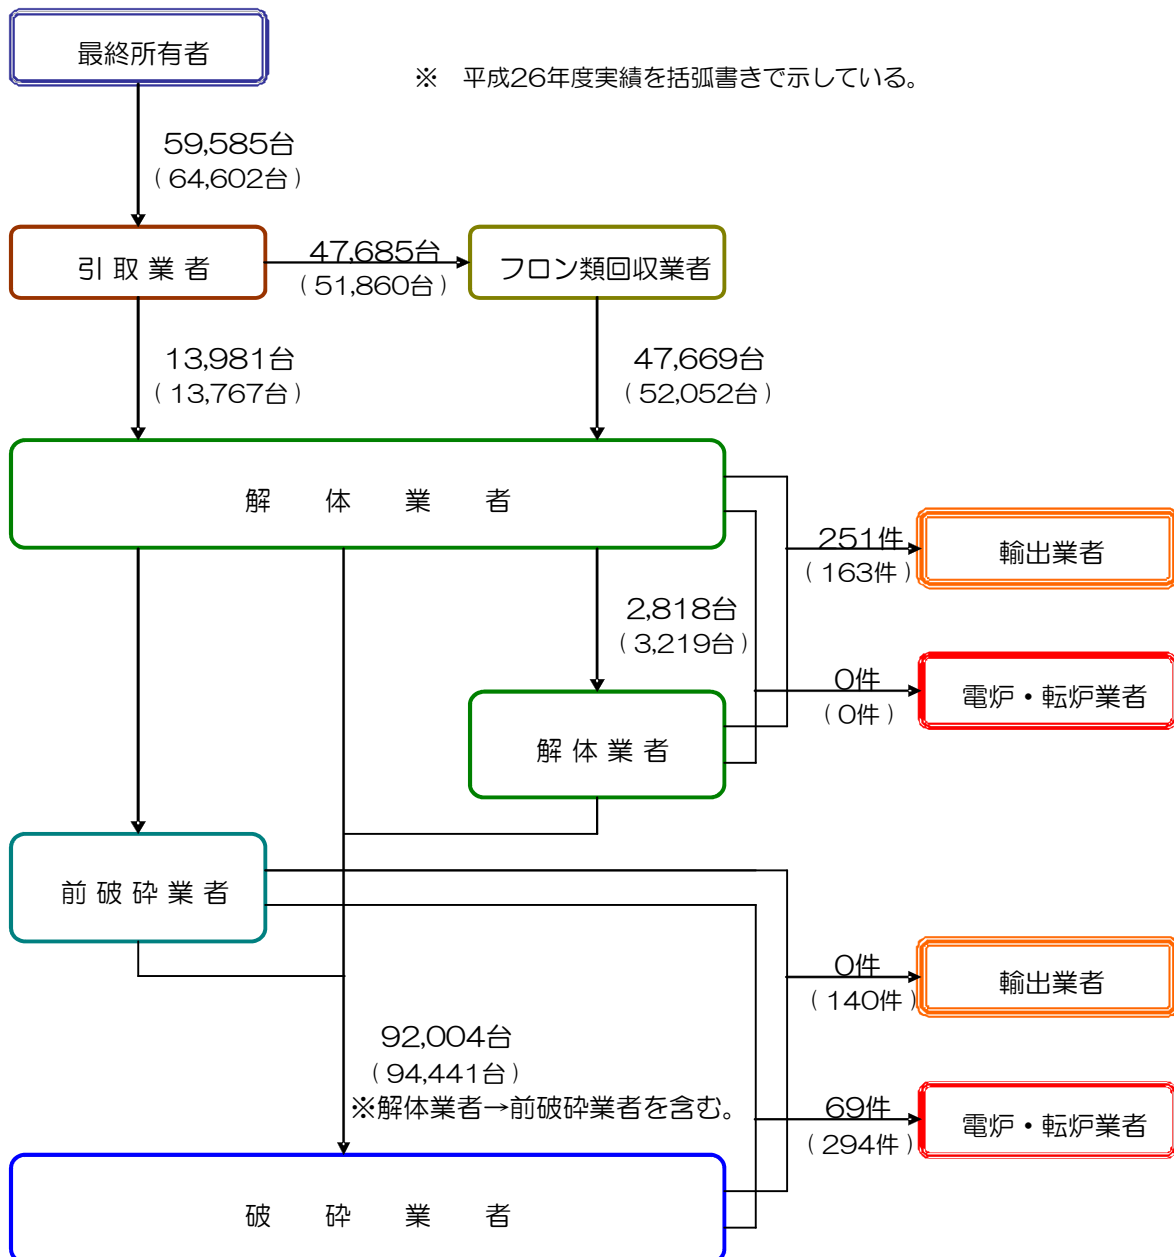 最終所有者
※　平成26年度実績を括弧書きで示している。
59,585台
（64,602台）
引 取 業 者
47,685台
（51,860台）
フロン類回収業者
13,981台
（13,767台）
47,669台
（52,052台）
解　体　業　者
251件
（163件）
輸出業者
2,818台
（3,219台）
0件
（0件）
電炉・転炉業者
解 体 業 者
前 破 砕 業 者
0件
（140件）
輸出業者
92,004台
（94,441台）
※解体業者→前破砕業者を含む。
69件
（294件）
電炉・転炉業者
破　砕　業　者